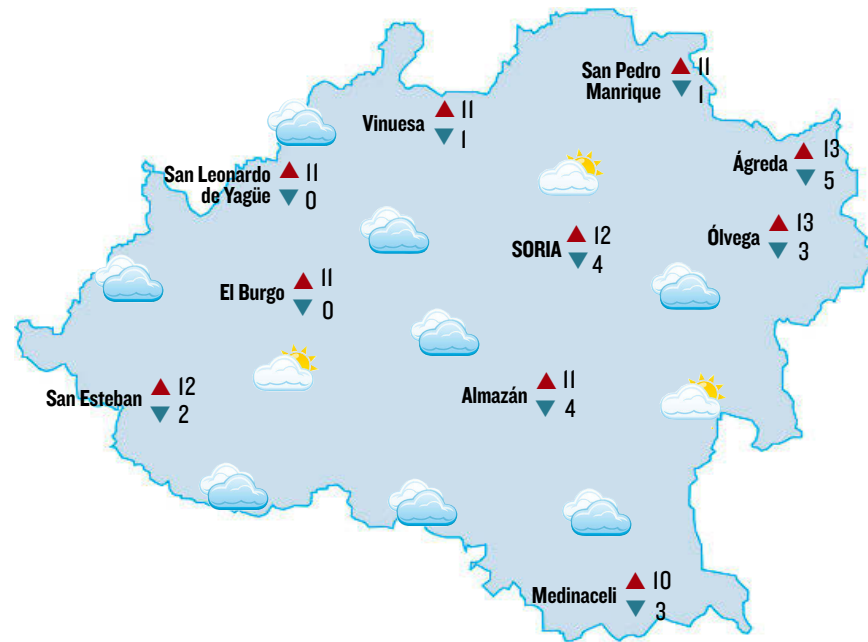 San Pedro
Manrique
11
1
Vinuesa
11
1
Ágreda
13
5
San Leonardo
de Yagüe
11
0
Ólvega
13
3
SORIA
12
4
El Burgo
11
0
San Esteban
12
2
Almazán
11
4
Medinaceli
10
3